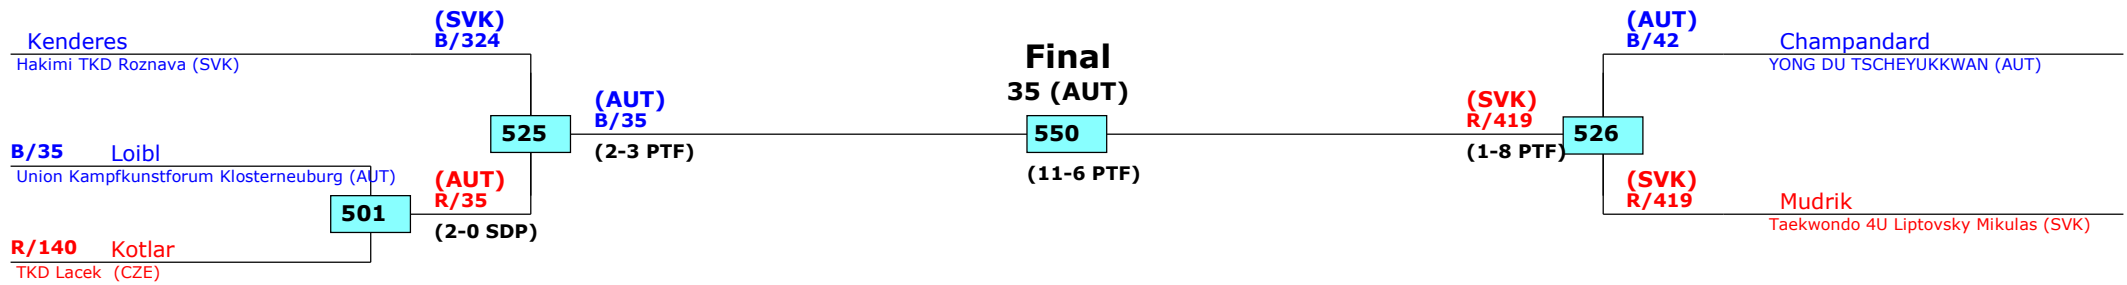 (SVK)
B/324
Kenderes
Hakimi TKD Roznava (SVK)
B/35 Loibl
Union Kampfkunstforum Klosterneuburg (AUT)
501
R/140 Kotlar
TKD Lacek (CZE)
(AUT)
R/35
(2-0 SDP)
525
(AUT)
B/35
(2-3 PTF)
Final
35 (AUT)
550
(11-6 PTF)
(SVK)
R/419
(1-8 PTF)
526
(AUT)
B/42
Champandard
YONG DU TSCHEYUKKWAN (AUT)
(SVK)
R/419
Mudrik
Taekwondo 4U Liptovsky Mikulas (SVK)